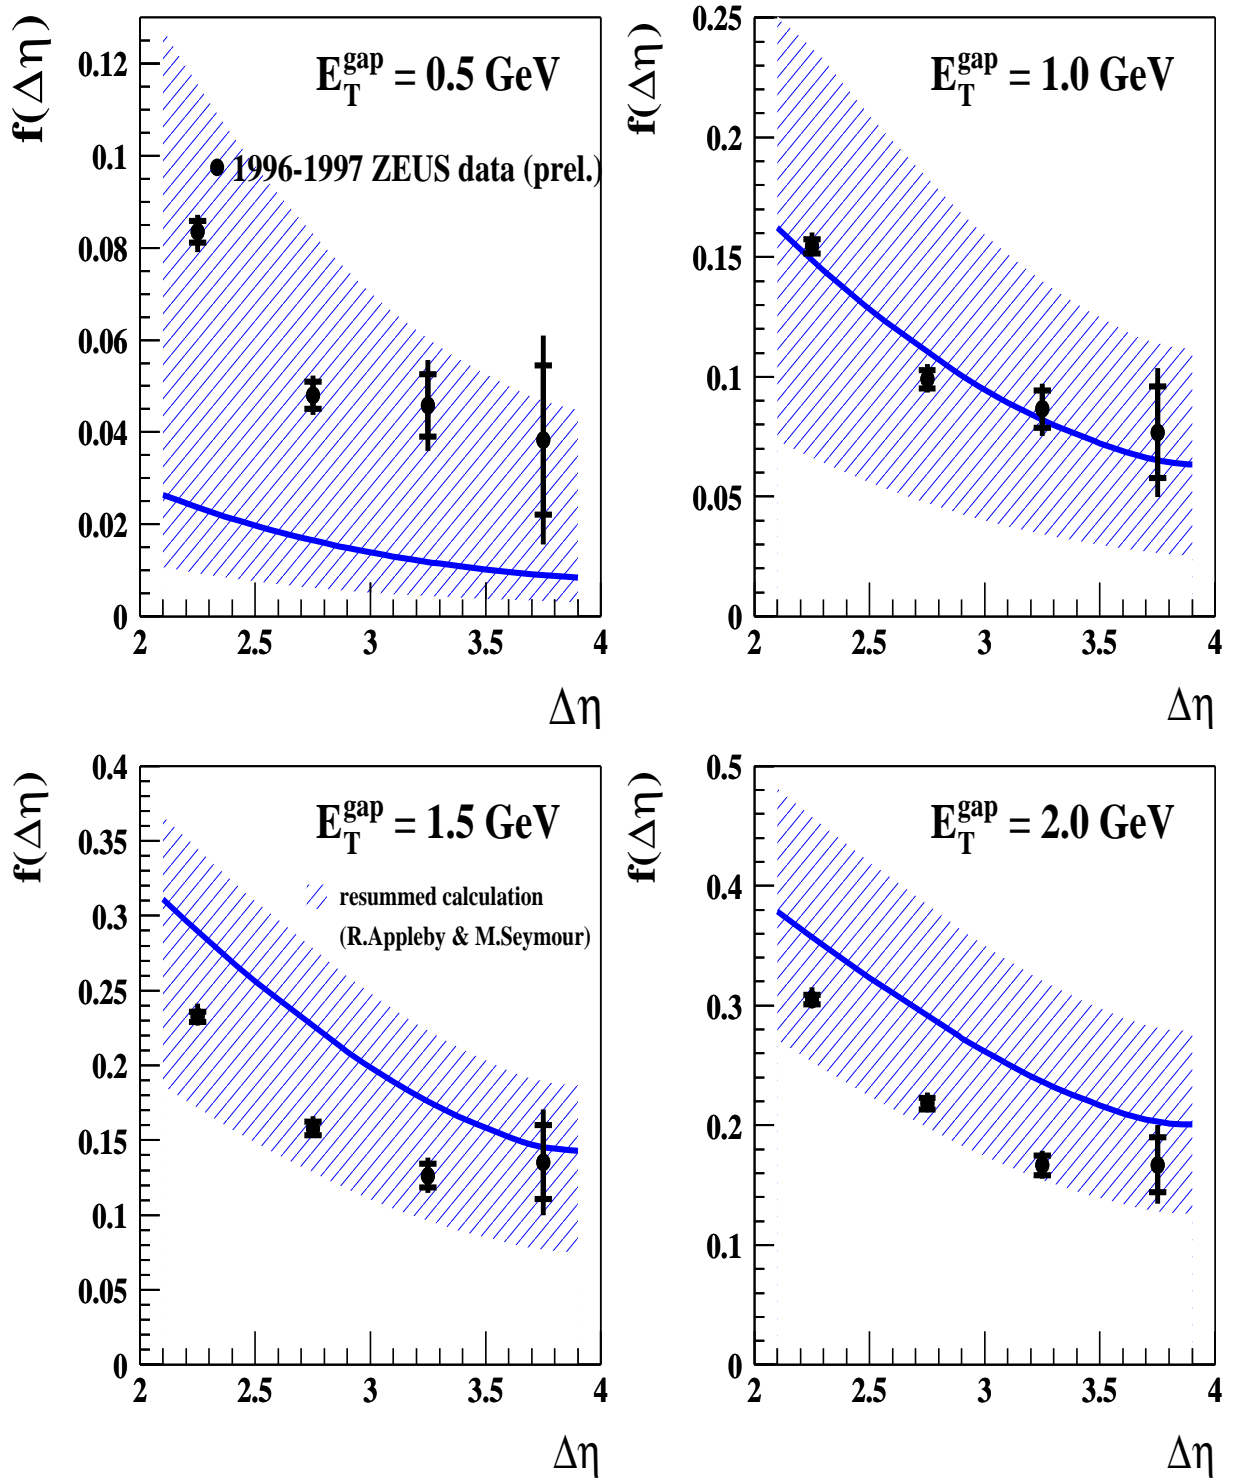 f(Δη)
E_T^gap = 0.5 GeV
1996-1997 ZEUS data (prel.)
0.12
0.1
0.08
0.06
0.04
0.02
0
2 2.5 3 3.5 4
Δη
f(Δη)
E_T^gap = 1.0 GeV
0.25
0.2
0.15
0.1
0.05
0
2 2.5 3 3.5 4
Δη
f(Δη)
E_T^gap = 1.5 GeV
resummed calculation
(R.Appleby & M.Seymour)
0.4
0.35
0.3
0.25
0.2
0.15
0.1
0.05
0
2 2.5 3 3.5 4
Δη
f(Δη)
E_T^gap = 2.0 GeV
0.5
0.4
0.3
0.2
0.1
0
2 2.5 3 3.5 4
Δη